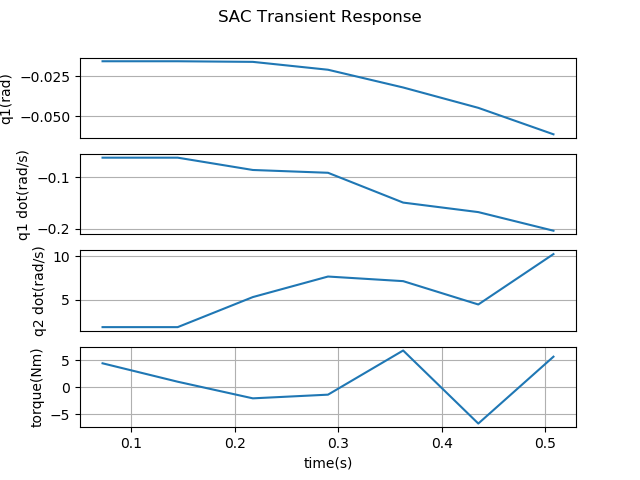 SAC Transient Response
q1(rad)
−0.025
−0.050
q1 dot(rad/s)
−0.1
−0.2
q2 dot(rad/s)
10
5
torque(Nm)
5
0
−5
0.1 0.2 0.3 0.4 0.5
time(s)